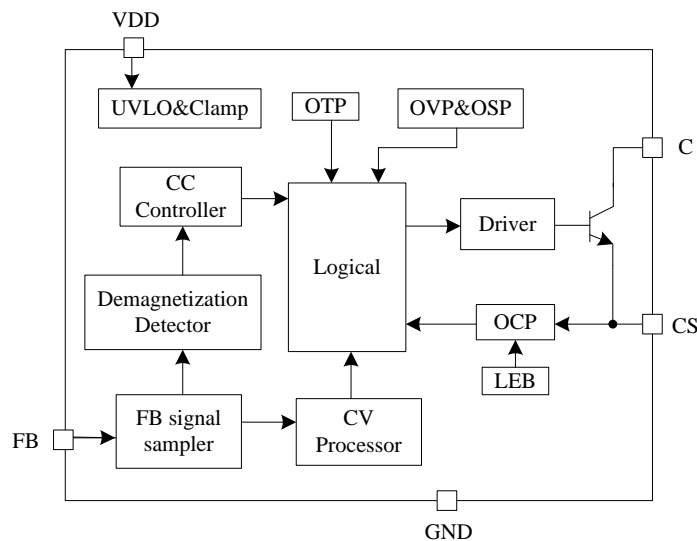 VDD
UVLO&Clamp
OTP
OVP&OSP
C
CC
Controller
Driver
Logical
Demagnetization
Detector
OCP
CS
LEB
FB
FB signal
sampler
CV
Processor
GND